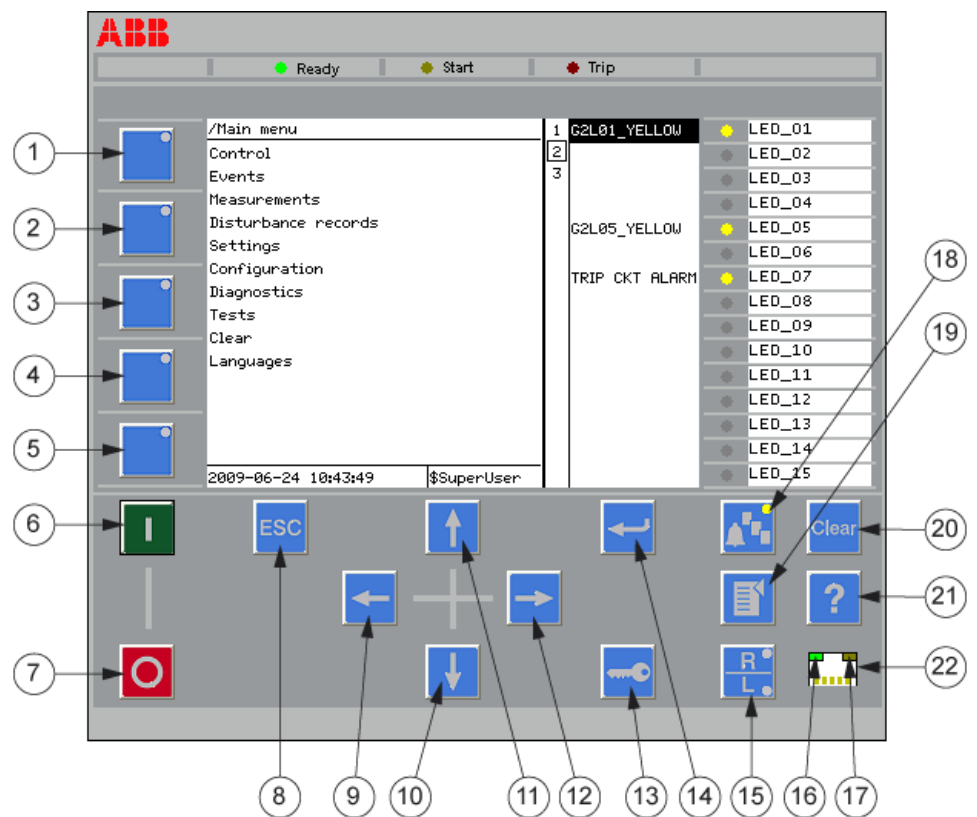 ABB
Ready Start Trip
/Main menu
Control
Events
Measurements
Disturbance records
Settings
Configuration
Diagnostics
Tests
Clear
Languages
2009-06-24 10:43:49 $SuperUser
1 G2L01_YELLOW
2
3
G2L05_YELLOW
TRIP CKT ALARM
LED_01
LED_02
LED_03
LED_04
LED_05
LED_06
LED_07
LED_08
LED_09
LED_10
LED_11
LED_12
LED_13
LED_14
LED_15
I
ESC
Clear
?
O
R
L
1
2
3
4
5
6
7
8
9
10
11
12
13
14
15
16
17
18
19
20
21
22